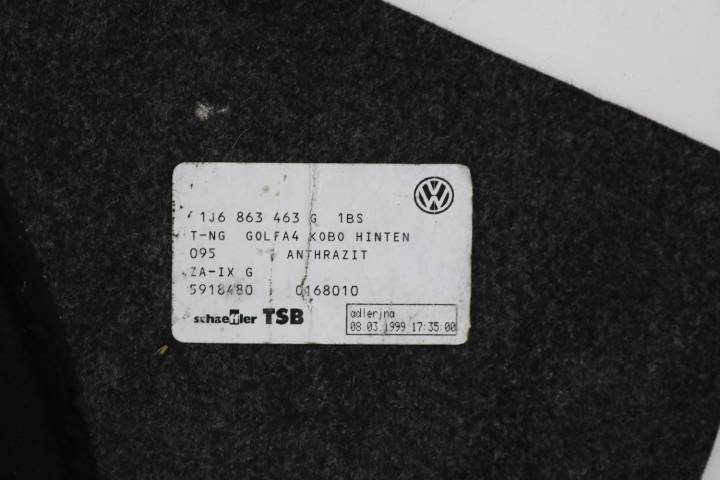 1J6 863 463 G 1BS
T-NG GOLFA4 KOBO HINTEN
095 ANTHRAZIT
ZA-IX G
5918480 0168010
schaeffler TSB
adlerjna
08 03 1999 17:35:00